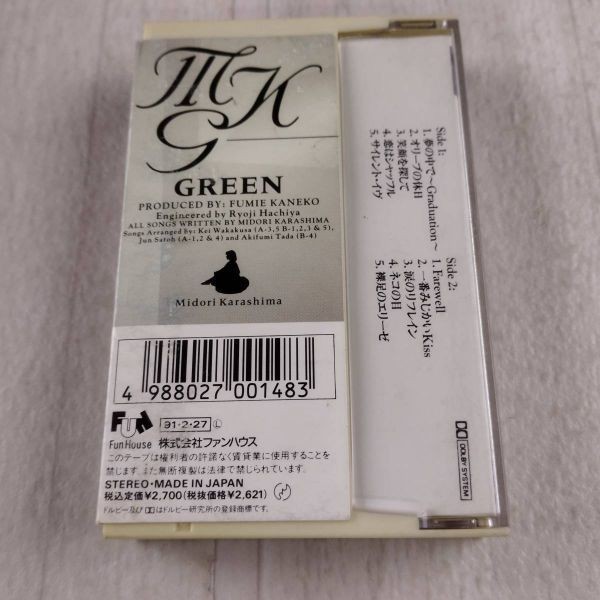 MKG
GREEN
PRODUCED BY: FUMIE KANEKO
Engineered by Ryoji Hachiya
ALL SONGS WRITTEN BY MIDORI KARASHIMA
Songs Arranged by: Kei Wakakusa (A-3,5 B-1,2,3 & 5),
Jun Satoh (A-1,2 & 4) and Akifumi Tada (B-4)
Midori Karashima
4 988027 001483
FUN
Fun House 株式会社ファンハウス
91・2・27 Ⓛ
このテープは権利者の許諾なく賃貸業に使用することを
禁じます。また無断複製は法律で禁じられています。
STEREO・MADE IN JAPAN
税込定価¥2,700(税抜価格¥2,621)
ドルビー及びはドルビー研究所の登録商標です。
Side 1:
1. 夢の中で〜Graduation〜
2. オリーブの休日
3. 笑顔を探して
4. 恋はシャッフル
5. サイレント・イヴ
Side 2:
1. Farewell
2. 一番みじかいKiss
3. 涙のリフレイン
4. ネコの日
5. 裸足のエリーゼ
DOLBY SYSTEM